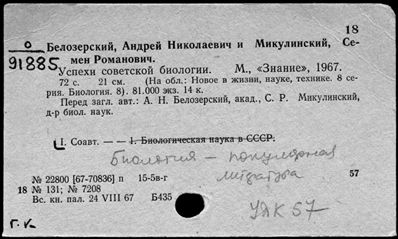 18
О
91885
Белозерский, Андрей Николаевич и Микулинский, Се-
мен Романович.
Успехи советской биологии. М., «Знание», 1967.
72 с. 21 см. (На обл.: Новое в жизни, науке, технике. 8 се-
рия. Биология. 8). 81.000 экз. 14 к.
Перед загл. авт.: А. Н. Белозерский, акад., С. Р. Микулинский,
д-р биол. наук.
I. Соавт. — 1. Биологическая наука в СССР.
Биология — популярная
литература
№ 22800 [67-70836] п 15-5в-г 57
18 № 131; № 7208
Вс. кн. пал. 24 VIII 67 Б435
УДК 57
г. к.